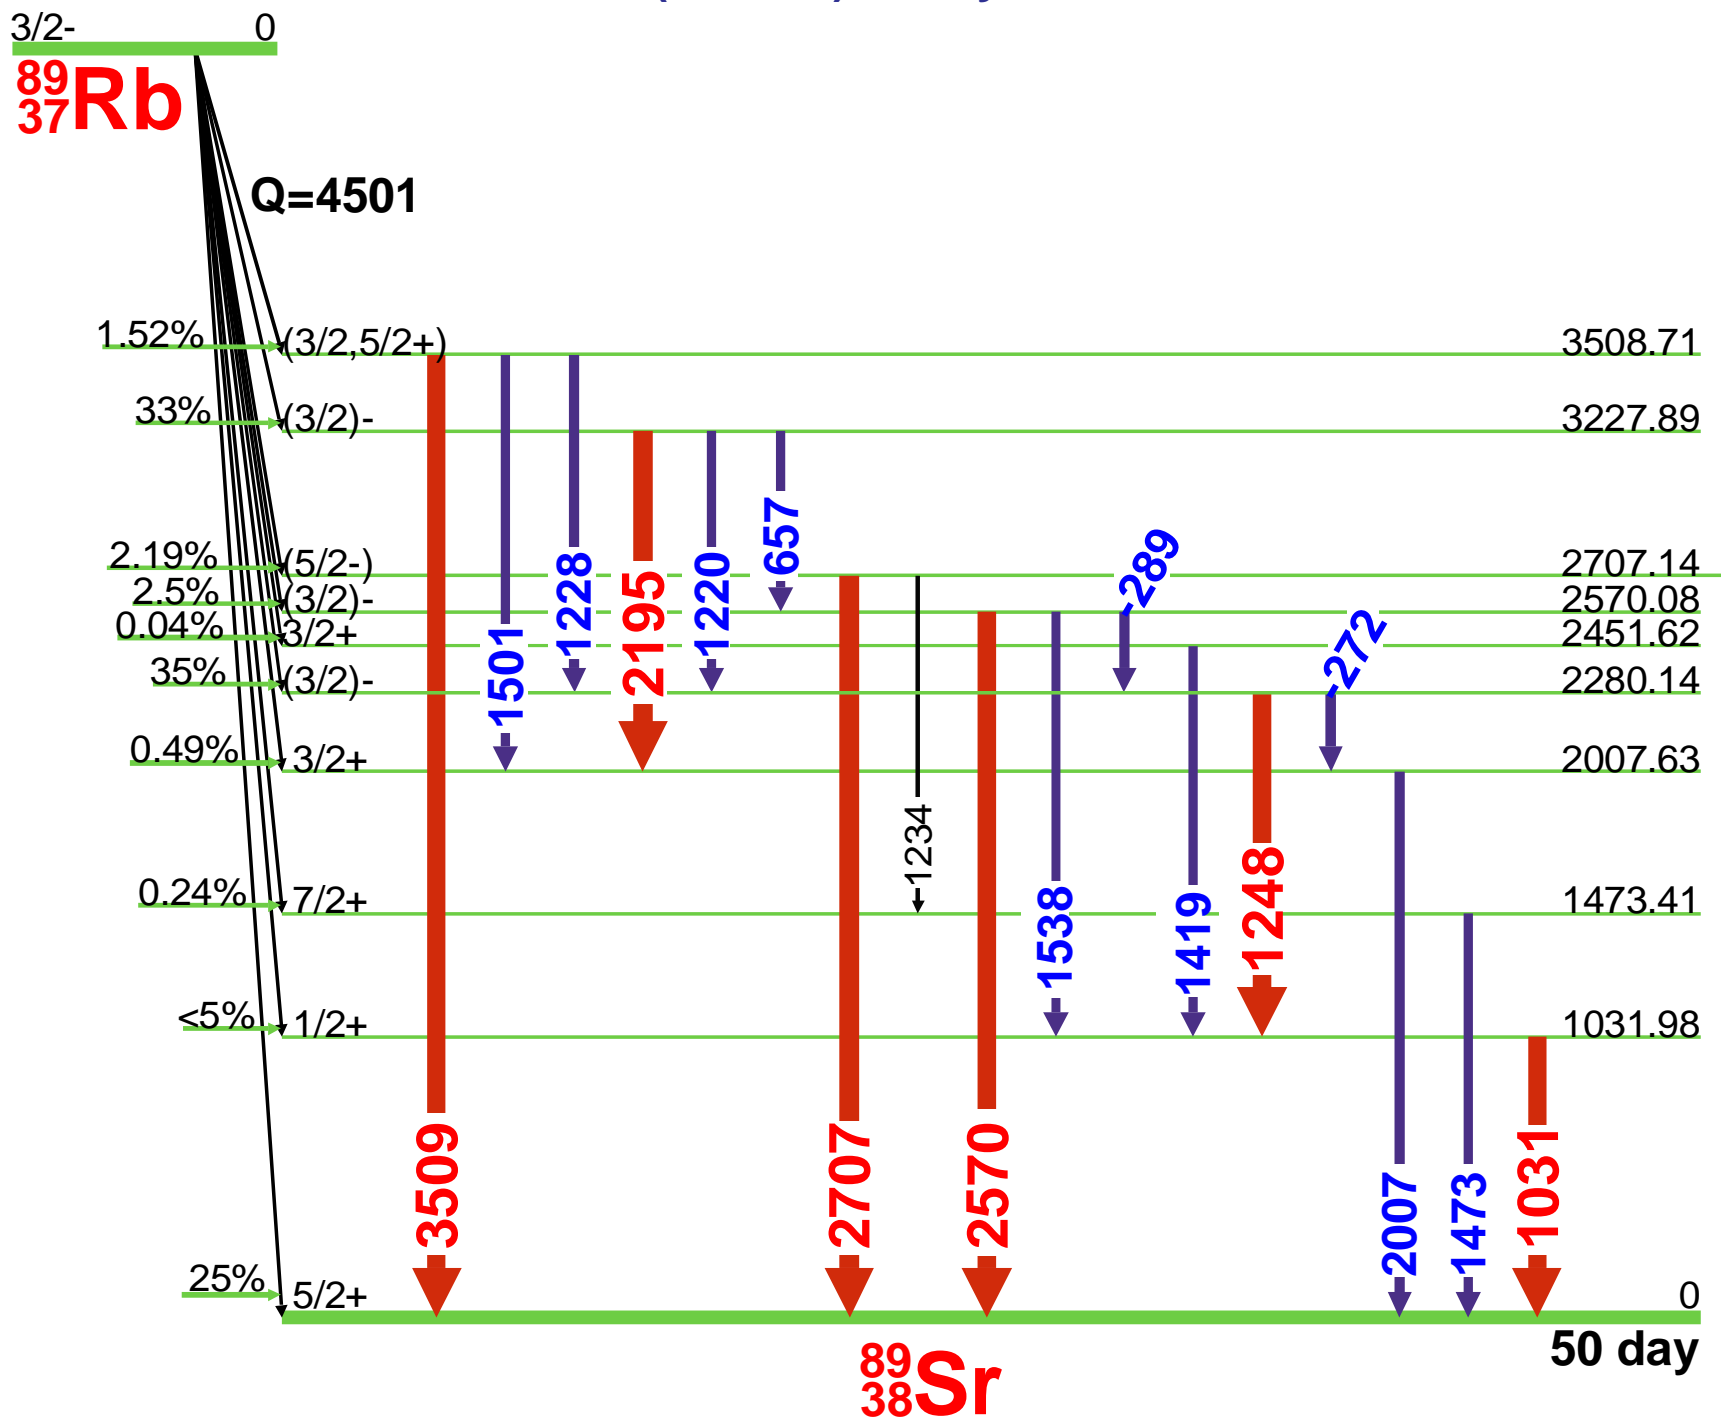 3/2- 0
89
37Rb
Q=4501
1.52% (3/2,5/2+) 3508.71
33% (3/2)- 3227.89
2.19% (5/2-) 2707.14
2.5% (3/2)- 2570.08
0.04% 3/2+ 2451.62
35% (3/2)- 2280.14
0.49% 3/2+ 2007.63
0.24% 7/2+ 1473.41
<5% 1/2+ 1031.98
25% 5/2+ 0
3509
1501
1228
2195
1220
657
2707
1234
2570
1538
289
1419
1248
272
2007
1473
1031
50 day
89
38Sr